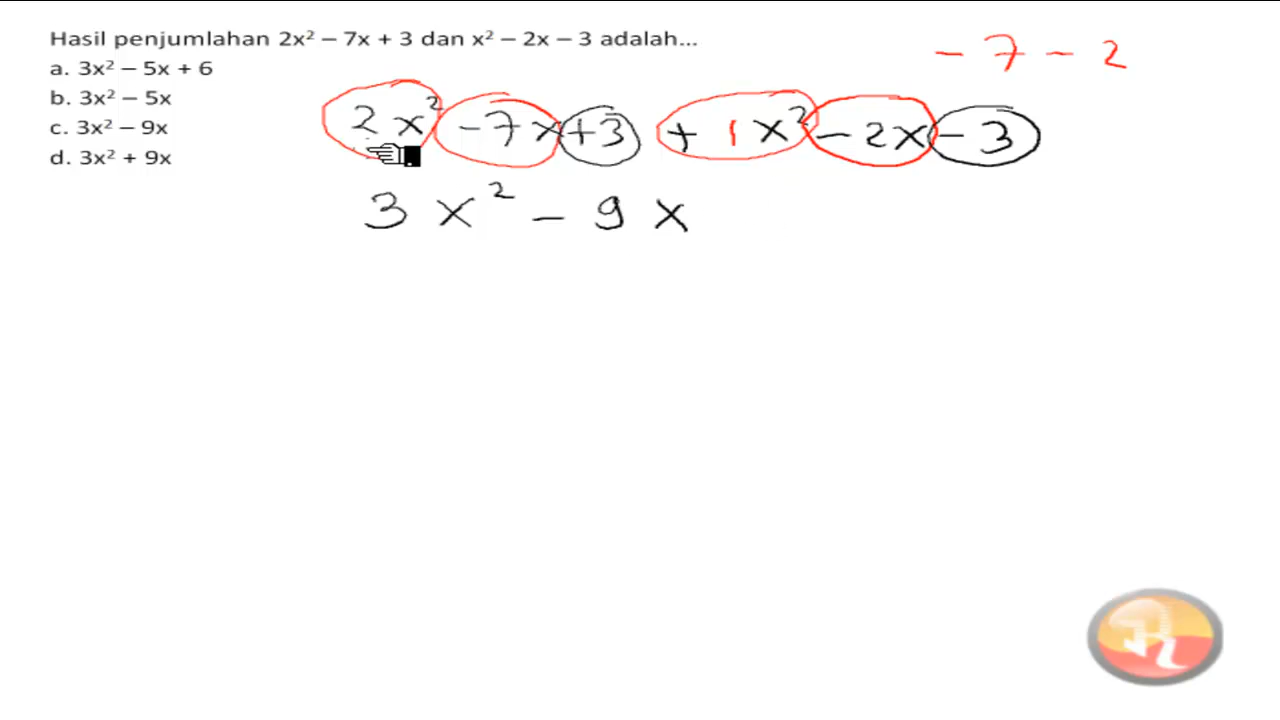 Hasil penjumlahan 2x² – 7x + 3 dan x² – 2x – 3 adalah...
a. 3x² – 5x + 6
b. 3x² – 5x
c. 3x² – 9x
d. 3x² + 9x
- 7 - 2
2x² -7x +3 + 1x² - 2x - 3
3x² - 9x